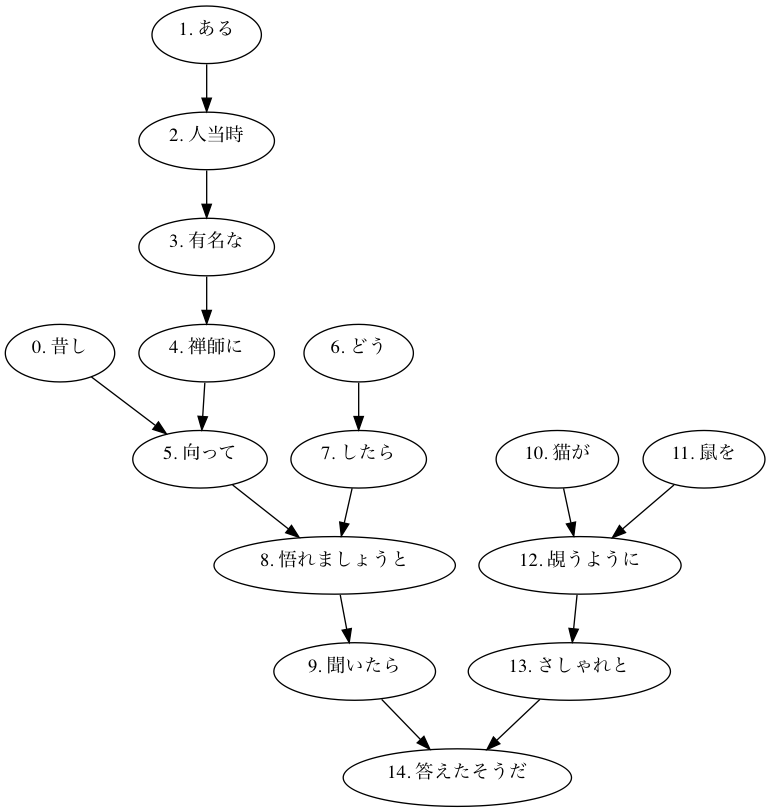 1. ある
2. 人当時
3. 有名な
0. 昔し
4. 禅師に
6. どう
5. 向って
7. したら
10. 猫が
11. 鼠を
8. 悟れましょうと
12. 覘うように
9. 聞いたら
13. さしゃれと
14. 答えたそうだ